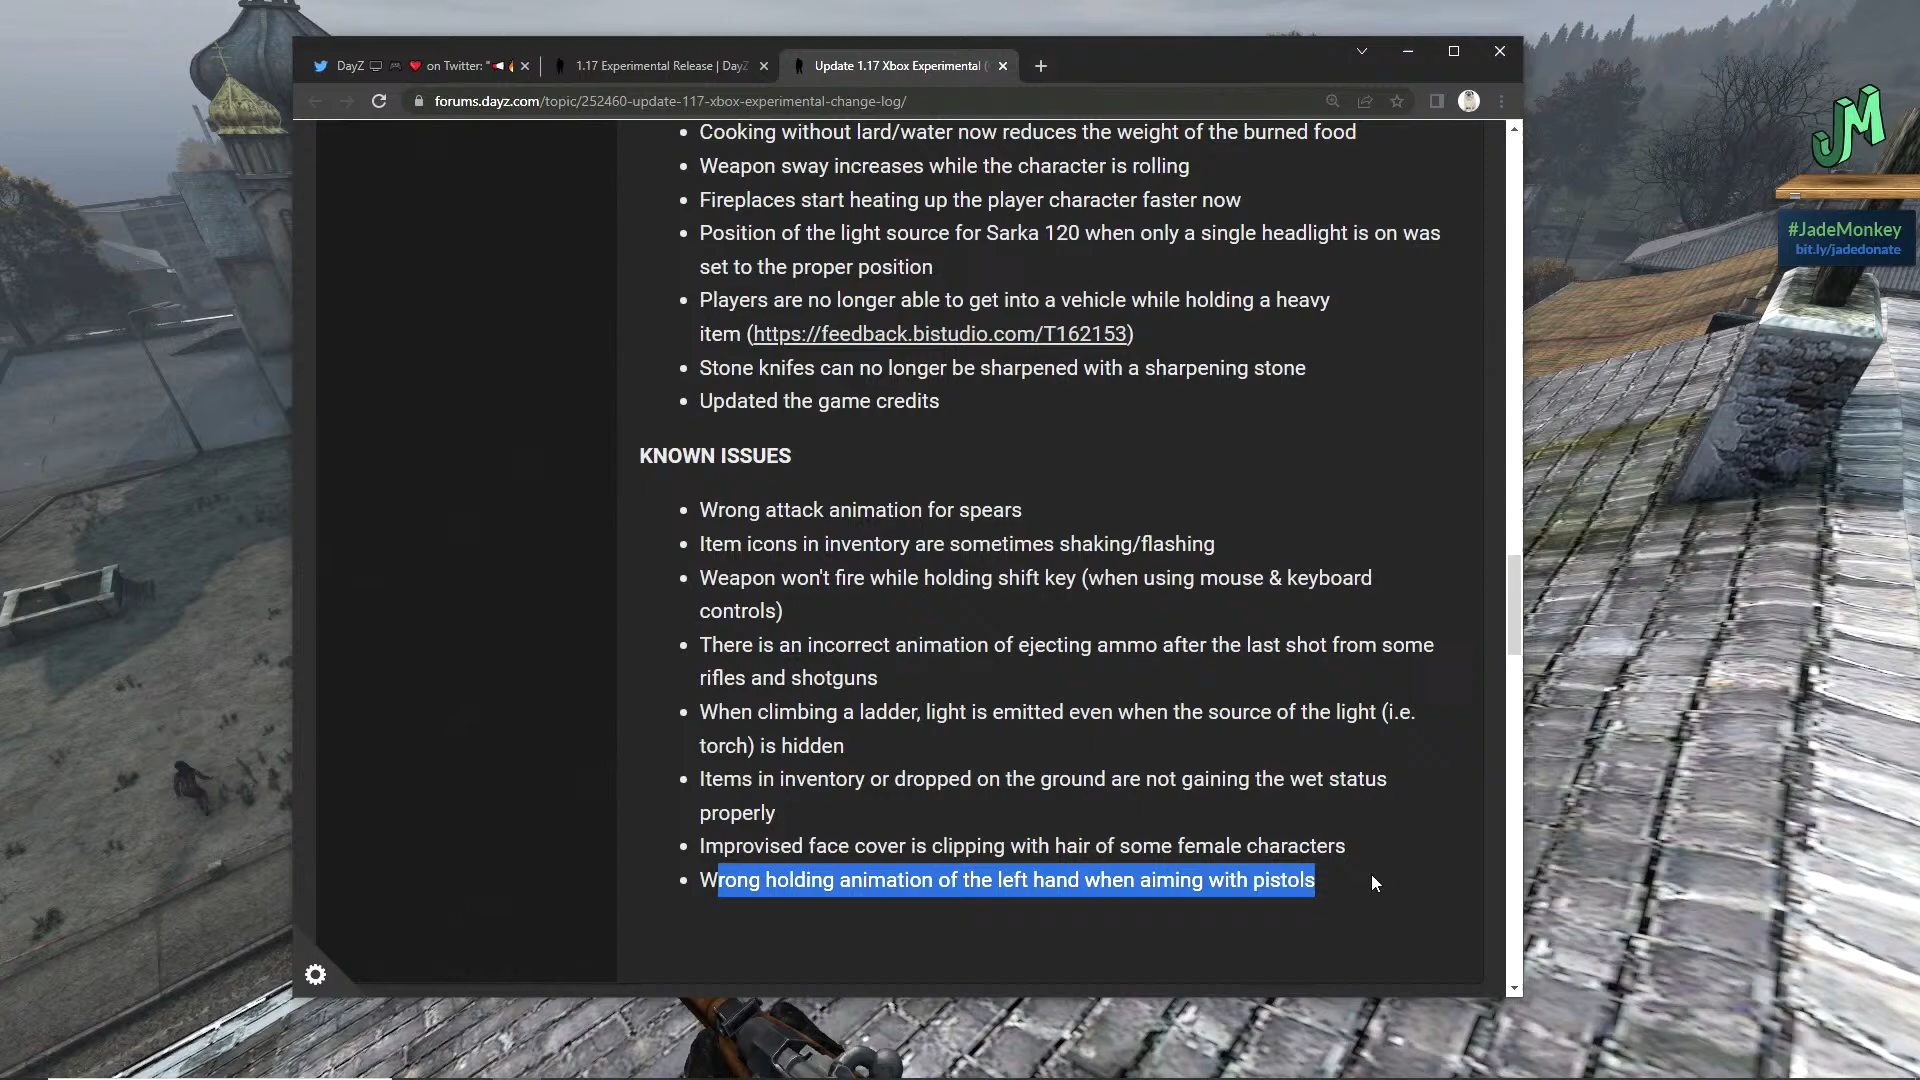 DayZ on Twitter: "
1.17 Experimental Release | DayZ
Update 1.17 Xbox Experimental (
forums.dayz.com/topic/252460-update-117-xbox-experimental-change-log/
JM
#JadeMonkey
bit.ly/jadedonate
Cooking without lard/water now reduces the weight of the burned food
Weapon sway increases while the character is rolling
Fireplaces start heating up the player character faster now
Position of the light source for Sarka 120 when only a single headlight is on was
set to the proper position
Players are no longer able to get into a vehicle while holding a heavy
item (https://feedback.bistudio.com/T162153)
Stone knifes can no longer be sharpened with a sharpening stone
Updated the game credits
KNOWN ISSUES
Wrong attack animation for spears
Item icons in inventory are sometimes shaking/flashing
Weapon won't fire while holding shift key (when using mouse & keyboard
controls)
There is an incorrect animation of ejecting ammo after the last shot from some
rifles and shotguns
When climbing a ladder, light is emitted even when the source of the light (i.e.
torch) is hidden
Items in inventory or dropped on the ground are not gaining the wet status
properly
Improvised face cover is clipping with hair of some female characters
Wrong holding animation of the left hand when aiming with pistols